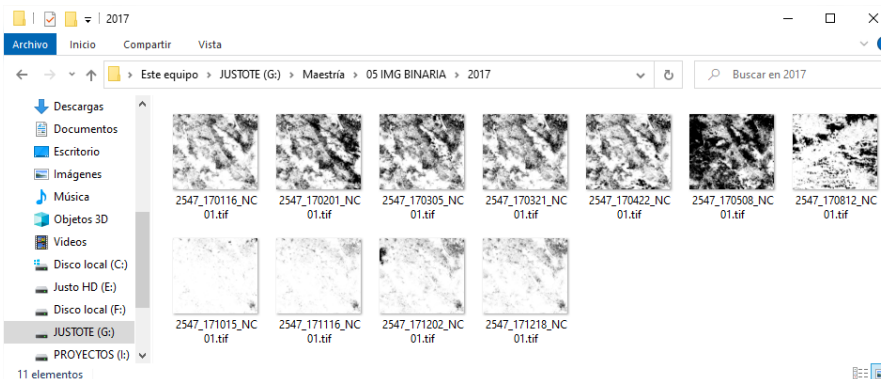 2017
Archivo Inicio Compartir Vista
Este equipo > JUSTOTE (G:) > Maestría > 05 IMG BINARIA > 2017
Buscar en 2017
Descargas
Documentos
Escritorio
Imágenes
Música
Objetos 3D
Videos
Disco local (C:)
Justo HD (E:)
Disco local (F:)
JUSTOTE (G:)
PROYECTOS (I:)
2547_170116_NC
01.tif
2547_170201_NC
01.tif
2547_170305_NC
01.tif
2547_170321_NC
01.tif
2547_170422_NC
01.tif
2547_170508_NC
01.tif
2547_170812_NC
01.tif
2547_171015_NC
01.tif
2547_171116_NC
01.tif
2547_171202_NC
01.tif
2547_171218_NC
01.tif
11 elementos